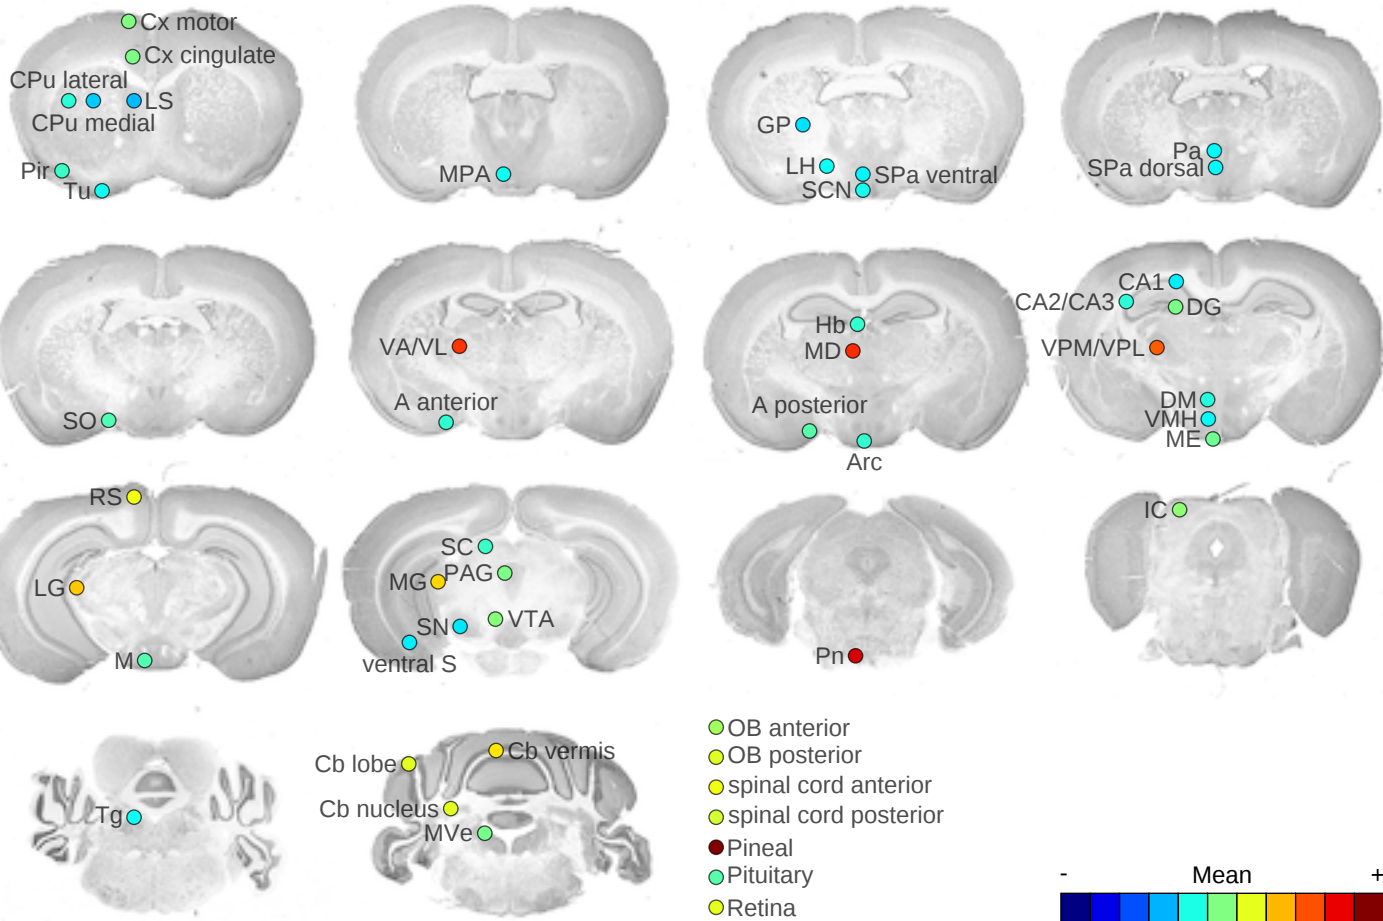 Cx motor
Cx cingulate
CPu lateral
LS
CPu medial
Pir
Tu
MPA
GP
LH
SPa ventral
SCN
Pa
SPa dorsal
SO
VA/VL
A anterior
Hb
MD
A posterior
Arc
CA1
CA2/CA3
DG
VPM/VPL
DM
VMH
ME
RS
LG
M
SC
PAG
MG
VTA
SN
ventral S
Pn
IC
Tg
Cb vermis
Cb lobe
Cb nucleus
MVe
OB anterior
OB posterior
spinal cord anterior
spinal cord posterior
Pineal
Pituitary
Retina
- Mean +